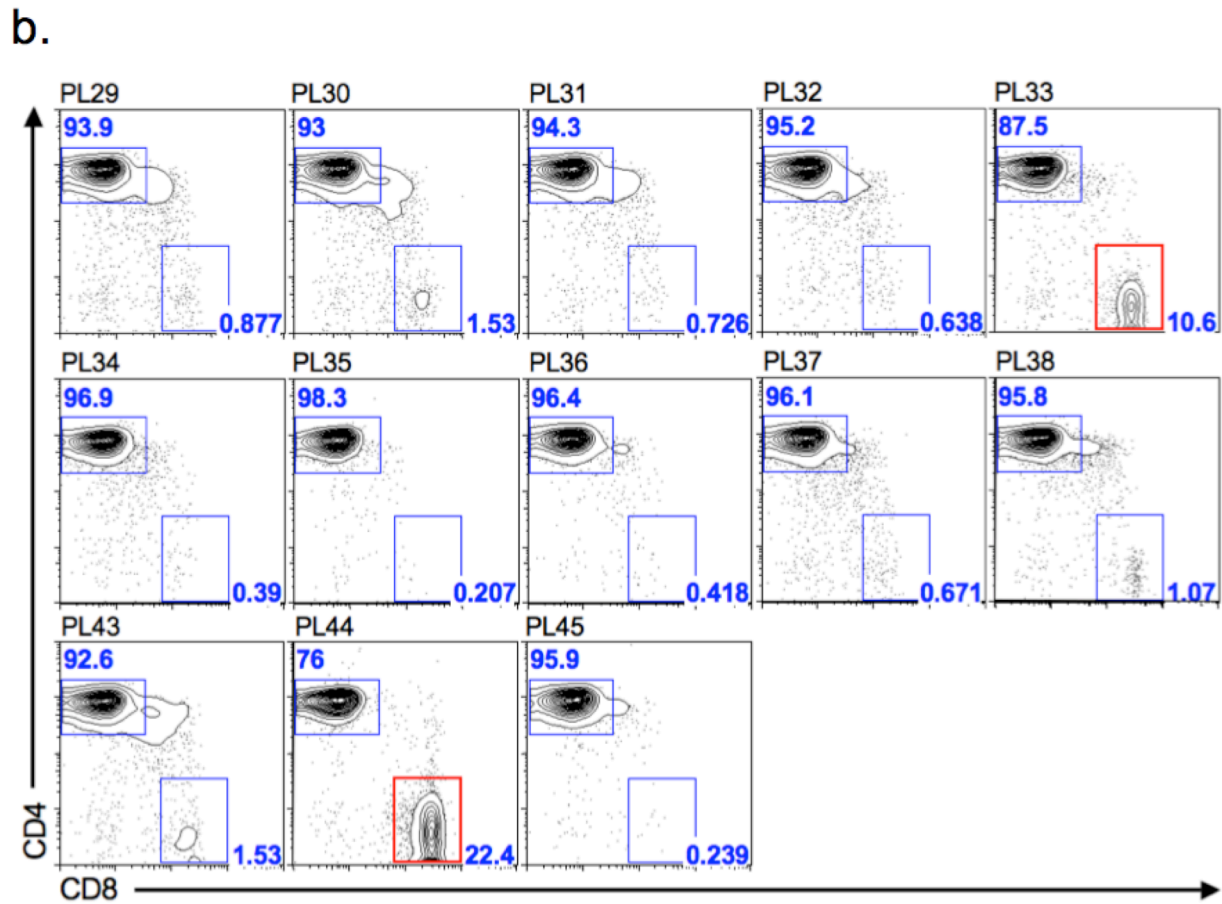 b.
PL29 PL30 PL31 PL32 PL33
93.9 93 94.3 95.2 87.5
0.877 1.53 0.726 0.638 10.6
PL34 PL35 PL36 PL37 PL38
96.9 98.3 96.4 96.1 95.8
0.39 0.207 0.418 0.671 1.07
PL43 PL44 PL45
92.6 76 95.9
1.53 22.4 0.239
CD4
CD8